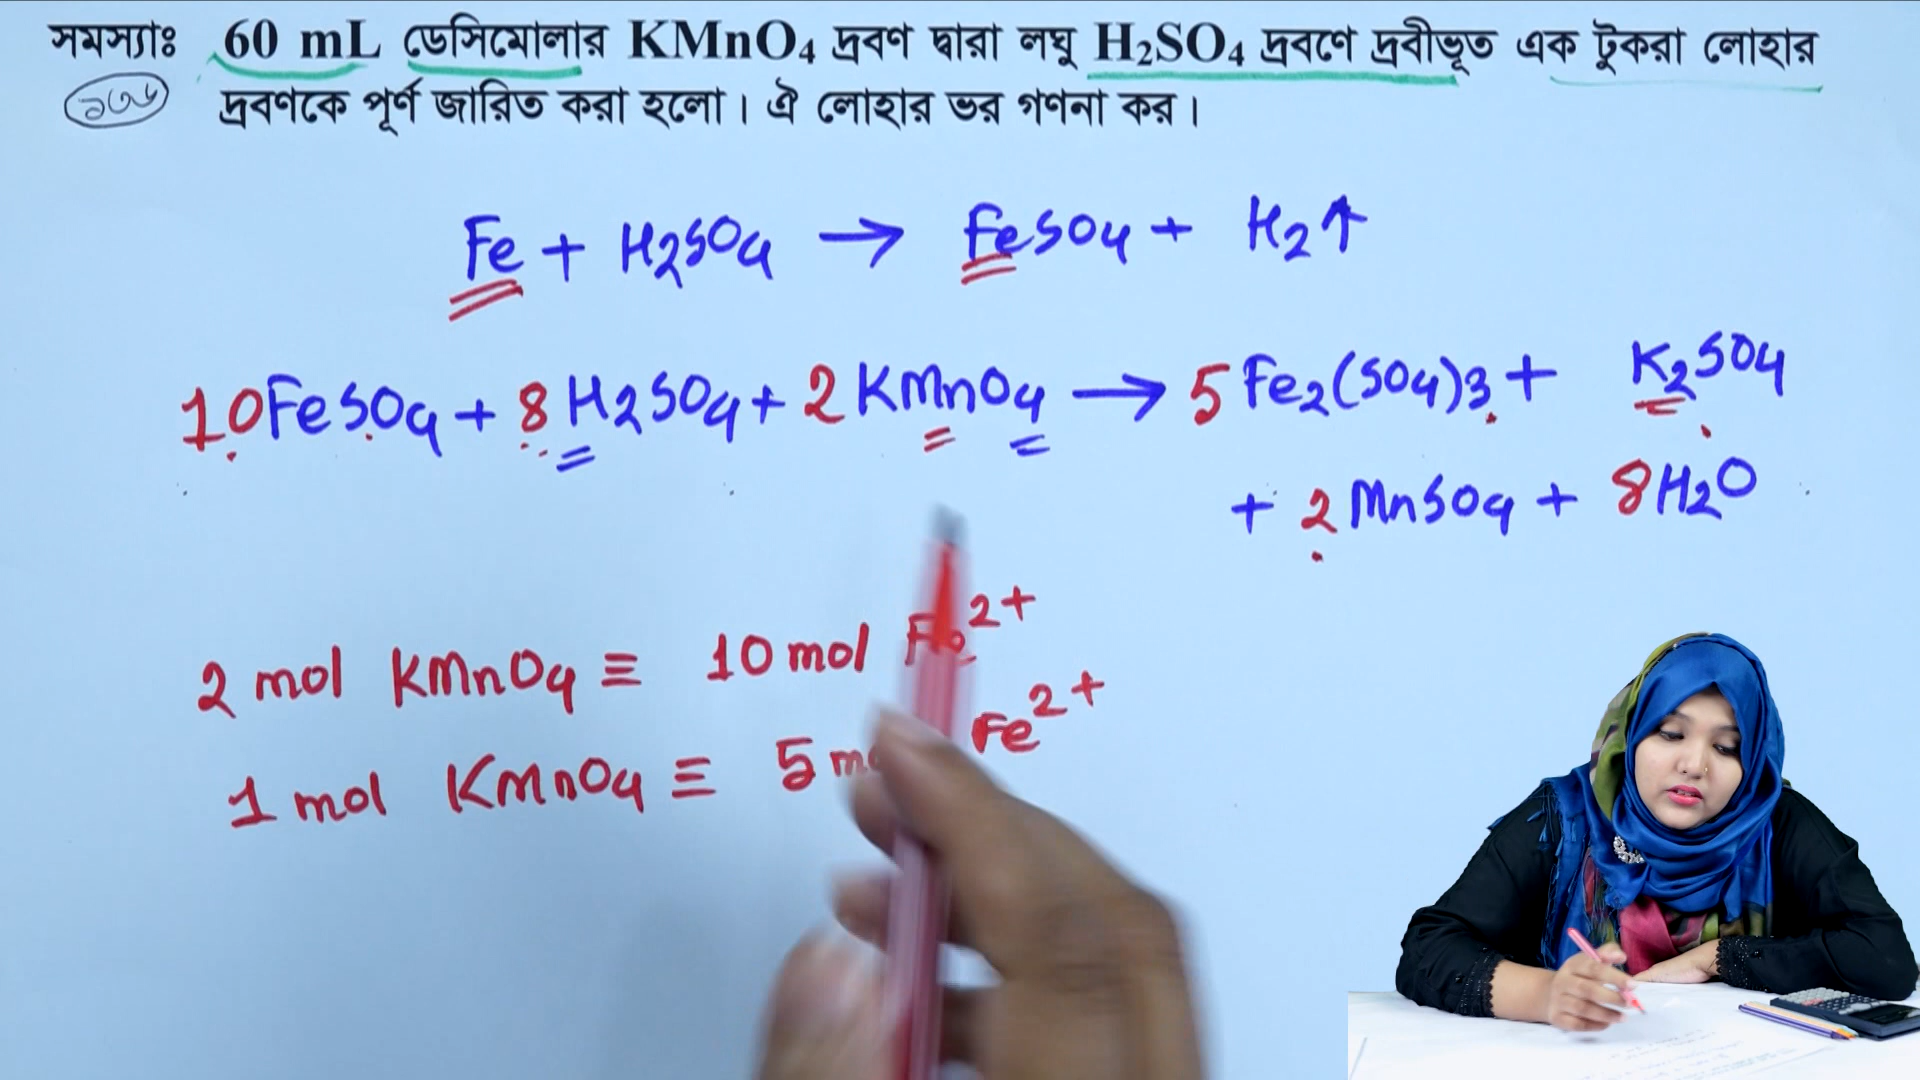 সমস্যাঃ 60 mL ডেসিমোলার KMnO₄ দ্রবণ দ্বারা লঘু H₂SO₄ দ্রবণে দ্রবীভূত এক টুকরা লোহার
১৩৬ দ্রবণকে পূর্ণ জারিত করা হলো। ঐ লোহার ভর গণনা কর।
Fe + H₂SO₄ → FeSO₄ + H₂↑
10FeSO₄ + 8H₂SO₄ + 2KMnO₄ → 5Fe₂(SO₄)₃ + K₂SO₄
+ 2MnSO₄ + 8H₂O
2 mol KMnO₄ ≡ 10 mol Fe²⁺
1 mol KMnO₄ ≡ 5 Fe²⁺